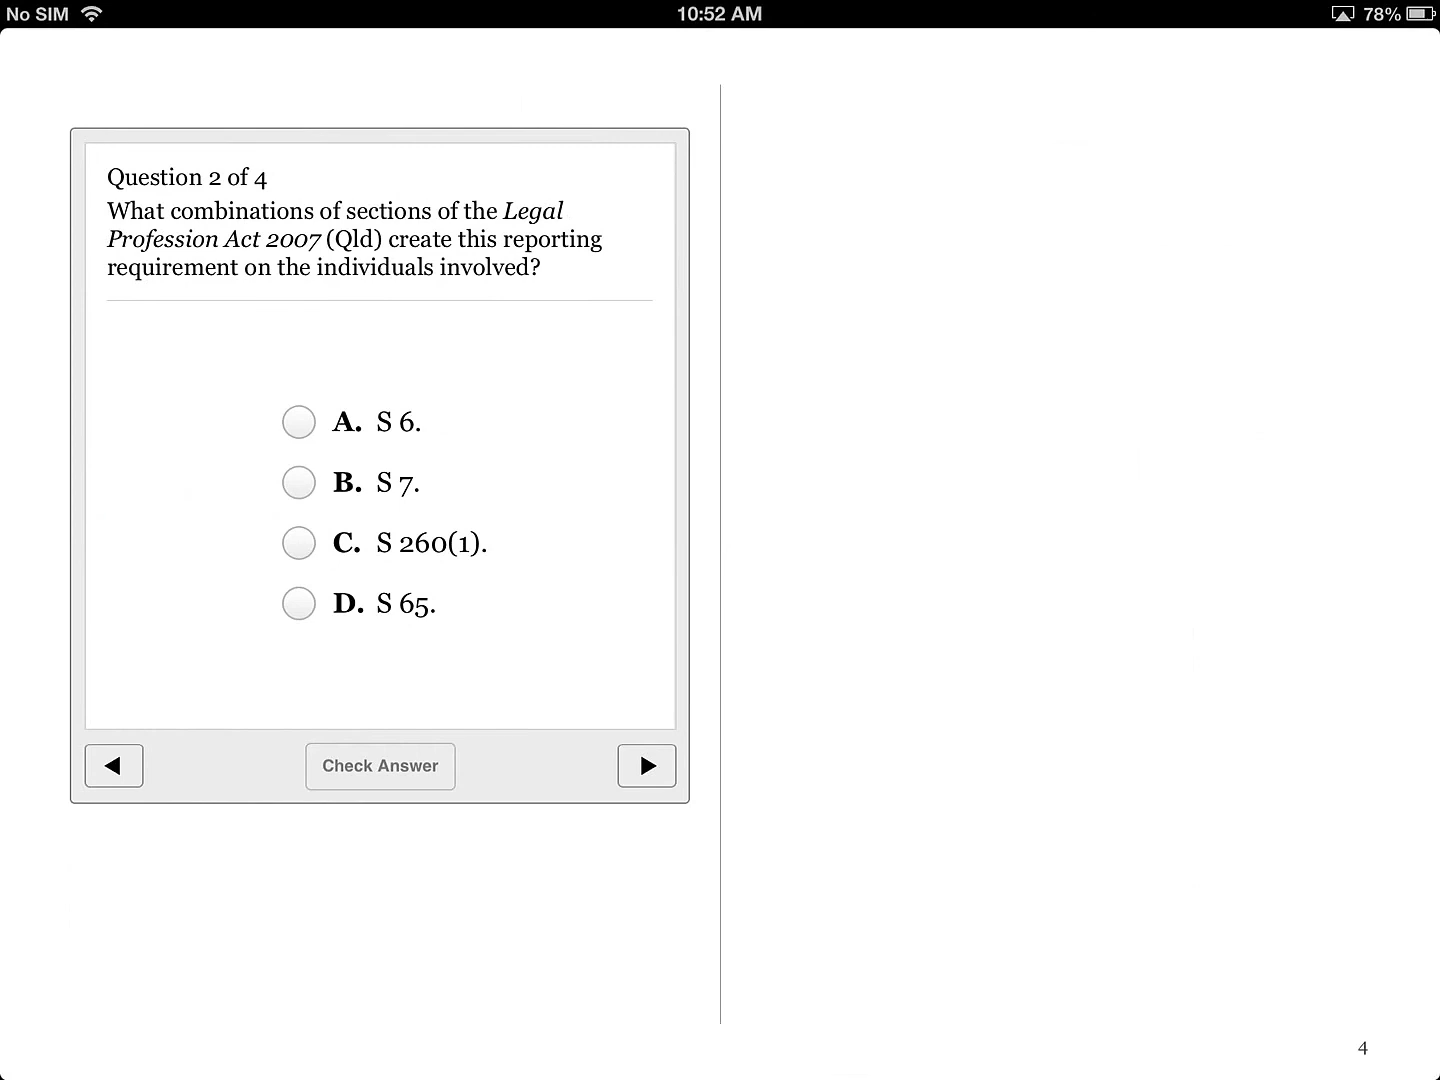 No SIM 10:52 AM 78%
Question 2 of 4
What combinations of sections of the Legal
Profession Act 2007 (Qld) create this reporting
requirement on the individuals involved?
A. S 6.
B. S 7.
C. S 260(1).
D. S 65.
Check Answer
4